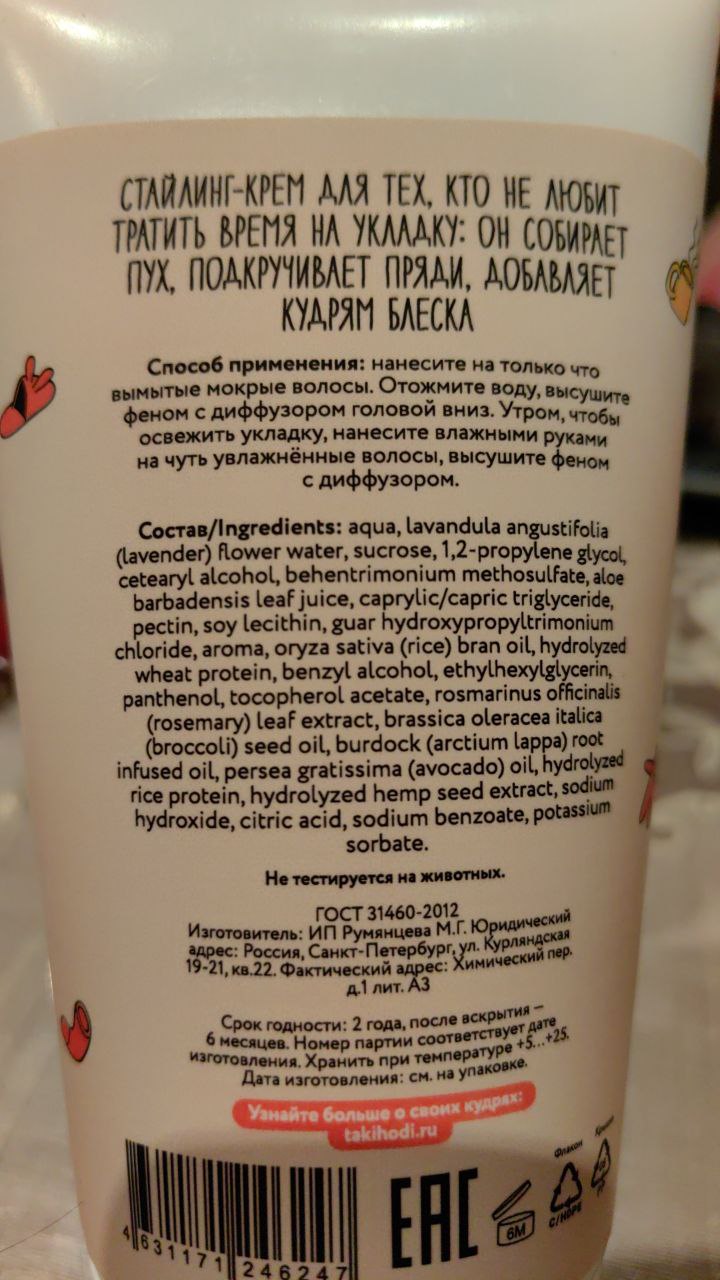 СТАЙЛИНГ-КРЕМ ДЛЯ ТЕХ, КТО НЕ ЛЮБИТ
ТРАТИТЬ ВРЕМЯ НА УКЛАДКУ: ОН СОБИРАЕТ
ПУХ, ПОДКРУЧИВАЕТ ПРЯДИ, ДОБАВЛЯЕТ
КУДРЯМ БЛЕСКА
Способ применения: нанесите на только что
вымытые мокрые волосы. Отожмите воду, высушите
феном с диффузором головой вниз. Утром, чтобы
освежить укладку, нанесите влажными руками
на чуть увлажнённые волосы, высушите феном
с диффузором.
Состав/Ingredients: aqua, lavandula angustifolia
(lavender) flower water, sucrose, 1,2-propylene glycol,
cetearyl alcohol, behentrimonium methosulfate, aloe
barbadensis leaf juice, caprylic/capric triglyceride,
pectin, soy lecithin, guar hydroxypropyltrimonium
chloride, aroma, oryza sativa (rice) bran oil, hydrolyzed
wheat protein, benzyl alcohol, ethylhexylglycerin,
panthenol, tocopherol acetate, rosmarinus officinalis
(rosemary) leaf extract, brassica oleracea italica
(broccoli) seed oil, burdock (arctium lappa) root
infused oil, persea gratissima (avocado) oil, hydrolyzed
rice protein, hydrolyzed hemp seed extract, sodium
hydroxide, citric acid, sodium benzoate, potassium
sorbate.
Не тестируется на животных.
ГОСТ 31460-2012
Изготовитель: ИП Румянцева М.Г. Юридический
адрес: Россия, Санкт-Петербург, ул. Курляндская
19-21, кв.22. Фактический адрес: Химический пер.
д.1 лит. А3
Срок годности: 2 года, после вскрытия –
6 месяцев. Номер партии соответствует дате
изготовления. Хранить при температуре +5...+25.
Дата изготовления: см. на упаковке.
Узнайте больше о своих кудрях:
takihodi.ru
4 631171 246247
EAC
6M
Флакон
C/HDPE
PP